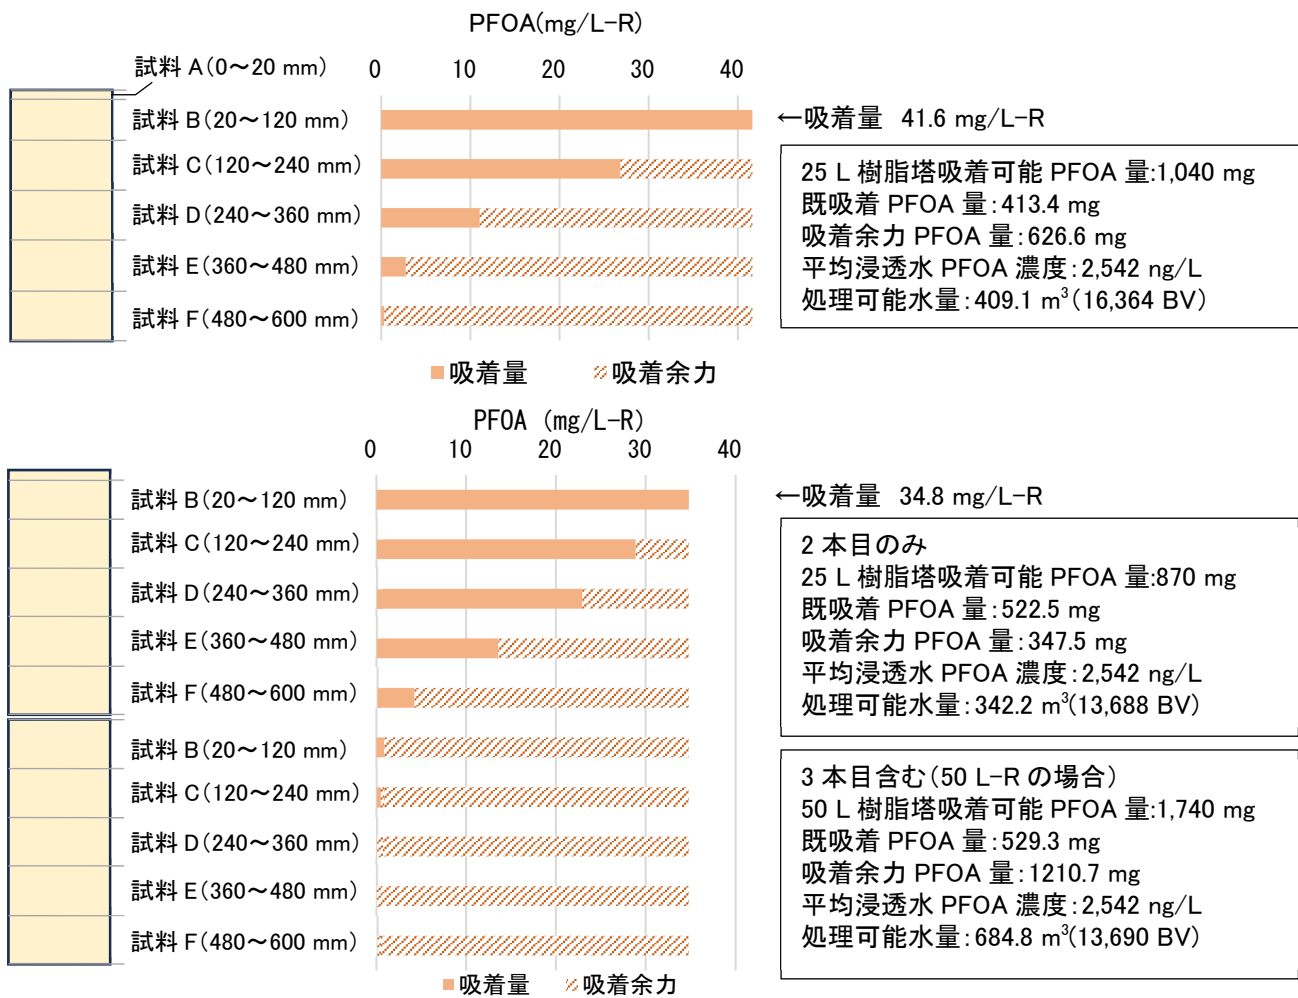 PFOA(mg/L-R)
0 10 20 30 40
試料 A(0～20 mm)
試料 B(20～120 mm)
試料 C(120～240 mm)
試料 D(240～360 mm)
試料 E(360～480 mm)
試料 F(480～600 mm)
←吸着量 41.6 mg/L-R
25 L 樹脂塔吸着可能 PFOA 量:1,040 mg
既吸着 PFOA 量:413.4 mg
吸着余力 PFOA 量:626.6 mg
平均浸透水 PFOA 濃度:2,542 ng/L
処理可能水量:409.1 m³(16,364 BV)
吸着量 吸着余力
PFOA (mg/L-R)
0 10 20 30 40
試料 B(20～120 mm)
試料 C(120～240 mm)
試料 D(240～360 mm)
試料 E(360～480 mm)
試料 F(480～600 mm)
試料 B(20～120 mm)
試料 C(120～240 mm)
試料 D(240～360 mm)
試料 E(360～480 mm)
試料 F(480～600 mm)
←吸着量 34.8 mg/L-R
2 本目のみ
25 L 樹脂塔吸着可能 PFOA 量:870 mg
既吸着 PFOA 量:522.5 mg
吸着余力 PFOA 量:347.5 mg
平均浸透水 PFOA 濃度:2,542 ng/L
処理可能水量:342.2 m³(13,688 BV)
3 本目含む(50 L-R の場合)
50 L 樹脂塔吸着可能 PFOA 量:1,740 mg
既吸着 PFOA 量:529.3 mg
吸着余力 PFOA 量:1210.7 mg
平均浸透水 PFOA 濃度:2,542 ng/L
処理可能水量:684.8 m³(13,690 BV)
吸着量 吸着余力